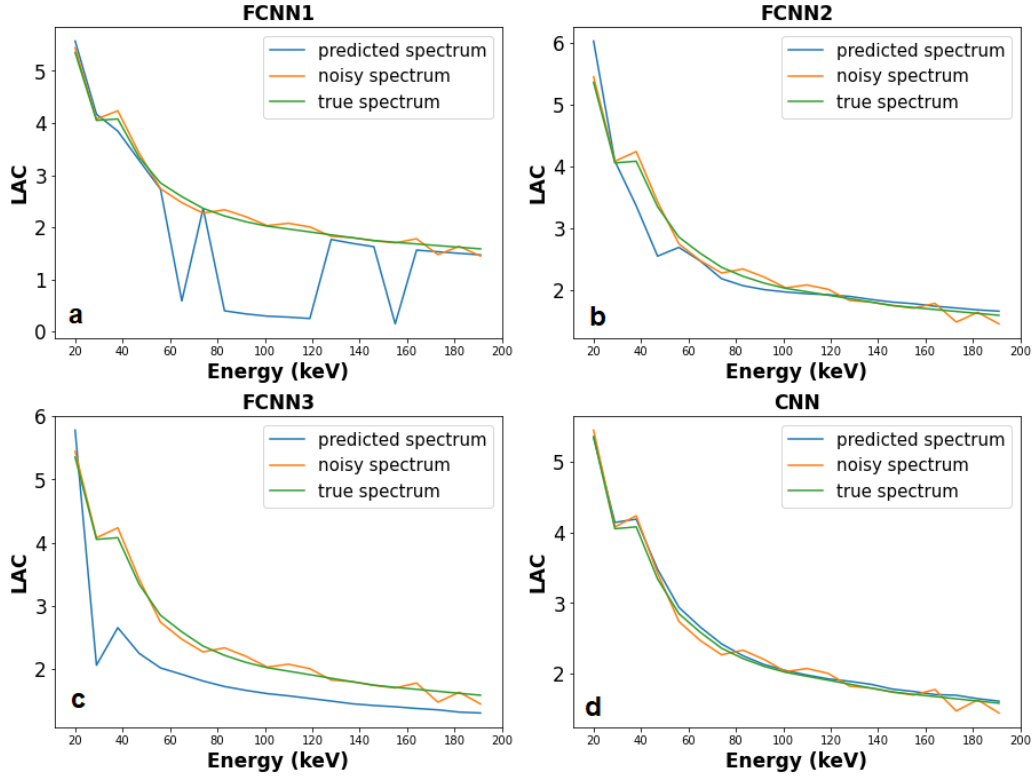 FCNN1
5
4
3
2
1
0
LAC
predicted spectrum
noisy spectrum
true spectrum
a
20 40 60 80 100 120 140 160 180 200
Energy (keV)
FCNN2
6
5
4
3
2
LAC
predicted spectrum
noisy spectrum
true spectrum
b
20 40 60 80 100 120 140 160 180 200
Energy (keV)
FCNN3
6
5
4
3
2
LAC
predicted spectrum
noisy spectrum
true spectrum
c
20 40 60 80 100 120 140 160 180 200
Energy (keV)
CNN
5
4
3
2
LAC
predicted spectrum
noisy spectrum
true spectrum
d
20 40 60 80 100 120 140 160 180 200
Energy (keV)